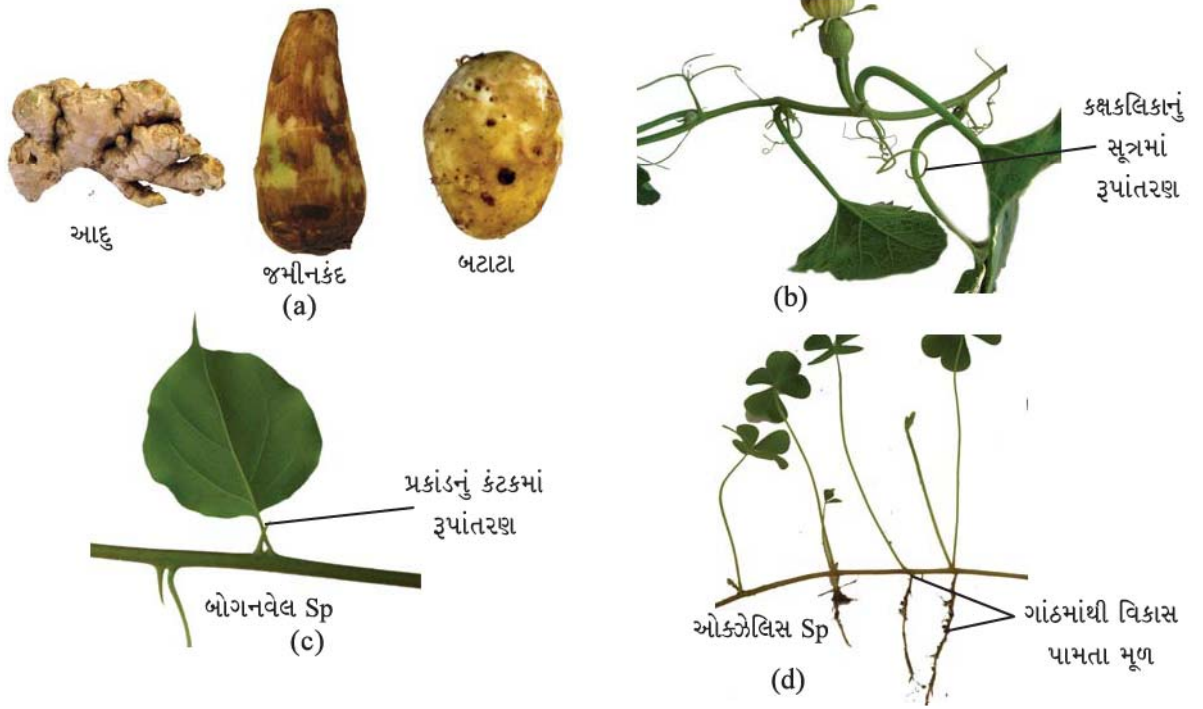 આદુ
જમીનકંદ
બટાટા
(a)
કક્ષકલિકાનું
સૂત્રમાં
રૂપાંતરણ
(b)
પ્રકાંડનું કંટકમાં
રૂપાંતરણ
બોગનવેલ Sp
(c)
ઓક્ઝેલિસ Sp
ગાંઠમાંથી વિકાસ
પામતા મૂળ
(d)